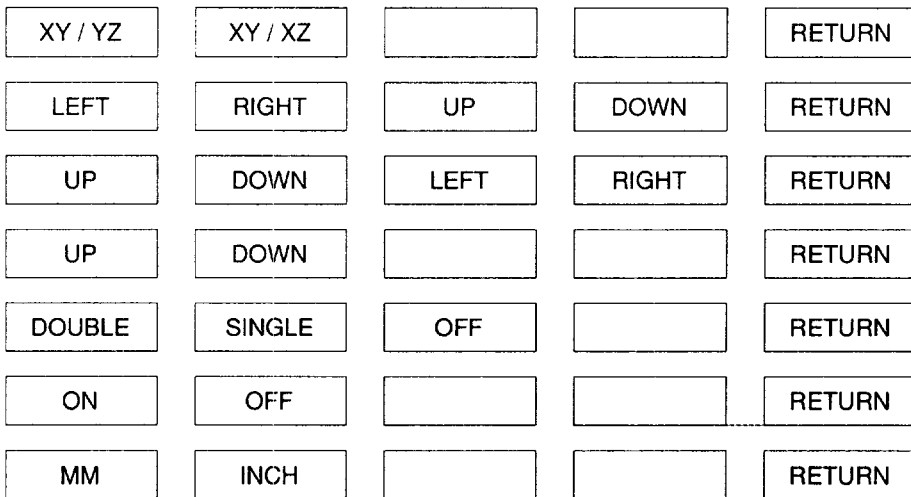 XY / YZ XY / XZ RETURN
LEFT RIGHT UP DOWN RETURN
UP DOWN LEFT RIGHT RETURN
UP DOWN RETURN
DOUBLE SINGLE OFF RETURN
ON OFF RETURN
MM INCH RETURN